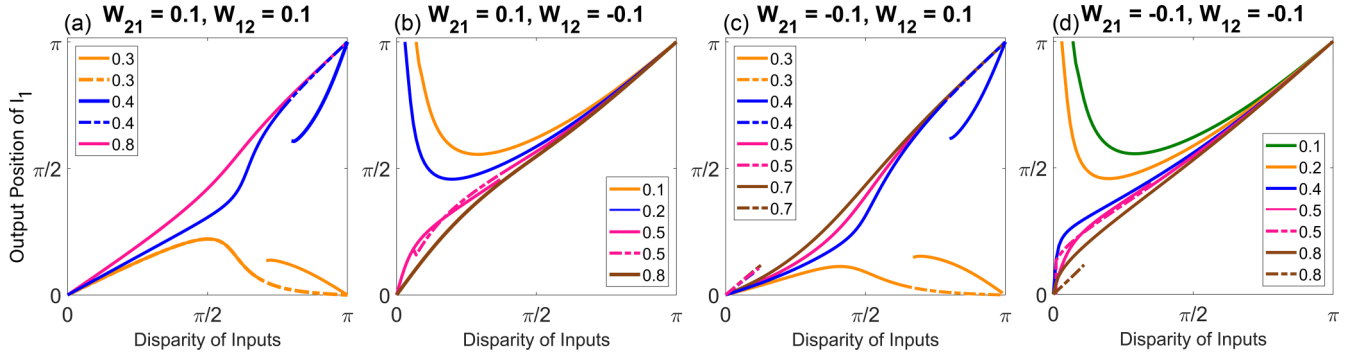 (a) W21 = 0.1, W12 = 0.1
Output Position of I1
π
π/2
0
0.3
0.3
0.4
0.4
0.8
0
π/2
π
Disparity of Inputs
(b) W21 = 0.1, W12 = -0.1
π
π/2
0
0.1
0.2
0.5
0.5
0.8
0
π/2
π
Disparity of Inputs
(c) W21 = -0.1, W12 = 0.1
π
π/2
0
0.3
0.3
0.4
0.4
0.5
0.5
0.7
0.7
0
π/2
π
Disparity of Inputs
(d) W21 = -0.1, W12 = -0.1
π
π/2
0
0.1
0.2
0.4
0.5
0.5
0.8
0.8
0
π/2
π
Disparity of Inputs